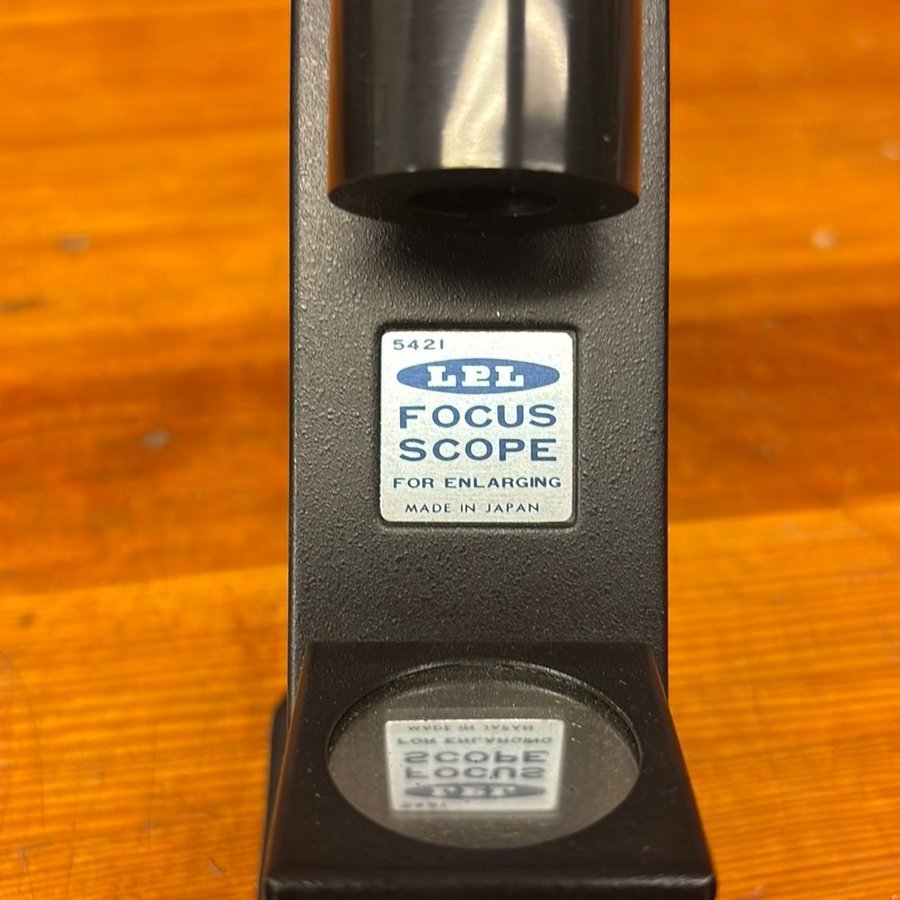 5421
LPL
FOCUS
SCOPE
FOR ENLARGING
MADE IN JAPAN